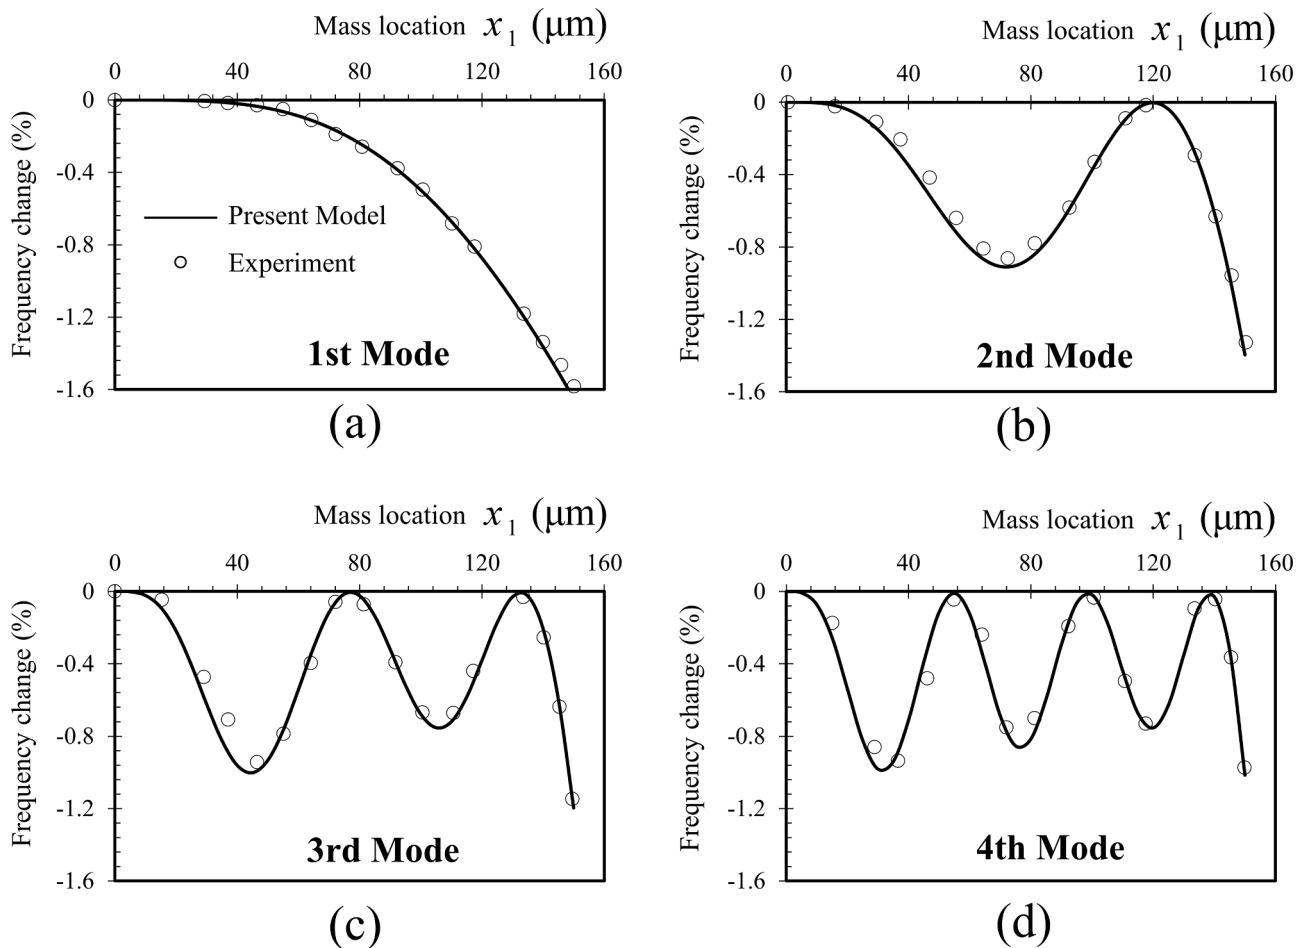 Mass location x1 (μm)
0 40 80 120 160
Frequency change (%)
0
-0.4
-0.8
-1.2
-1.6
Present Model
Experiment
1st Mode
(a)
Mass location x1 (μm)
0 40 80 120 160
Frequency change (%)
0
-0.4
-0.8
-1.2
-1.6
2nd Mode
(b)
Mass location x1 (μm)
0 40 80 120 160
Frequency change (%)
0
-0.4
-0.8
-1.2
-1.6
3rd Mode
(c)
Mass location x1 (μm)
0 40 80 120 160
Frequency change (%)
0
-0.4
-0.8
-1.2
-1.6
4th Mode
(d)